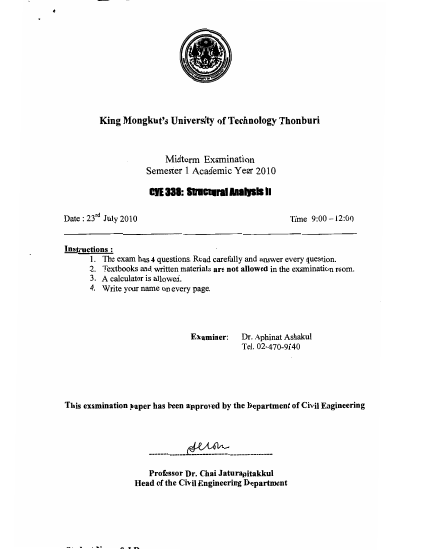 King Mongkut's University of Technology Thonburi
Midterm Examination
Semester 1 Academic Year 2010
CYE 338: Structural Analysis II
Date : 23rd July 2010 Time 9:00 – 12:00
Instructions :
1. The exam has 4 questions. Read carefully and answer every question.
2. Textbooks and written materials are not allowed in the examination room.
3. A calculator is allowed.
4. Write your name on every page.
Examiner: Dr. Aphinat Ashakul
Tel. 02-470-9140
This examination paper has been approved by the Department of Civil Engineering
Professor Dr. Chai Jaturapitakkul
Head of the Civil Engineering Department